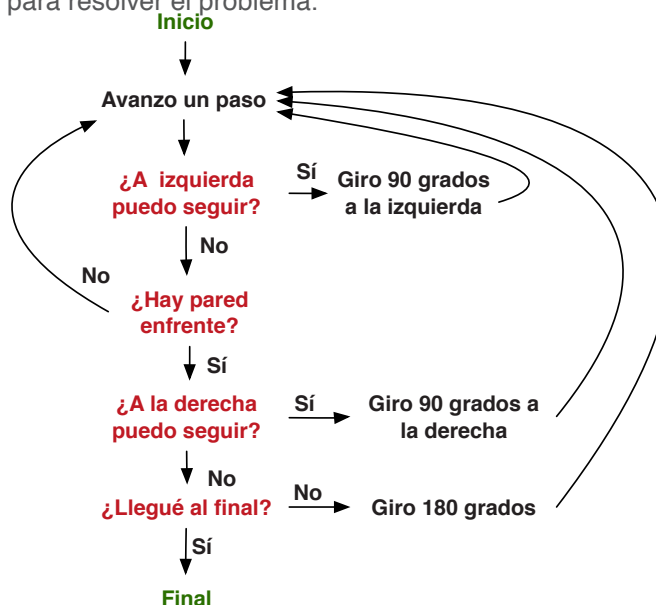 para resolver el problema.
Inicio
Avanzo un paso
¿A izquierda
puedo seguir?
Sí
Giro 90 grados
a la izquierda
No
No
¿Hay pared
enfrente?
Sí
¿A la derecha
puedo seguir?
Sí
Giro 90 grados a
la derecha
No
¿Llegué al final?
No
Giro 180 grados
Sí
Final